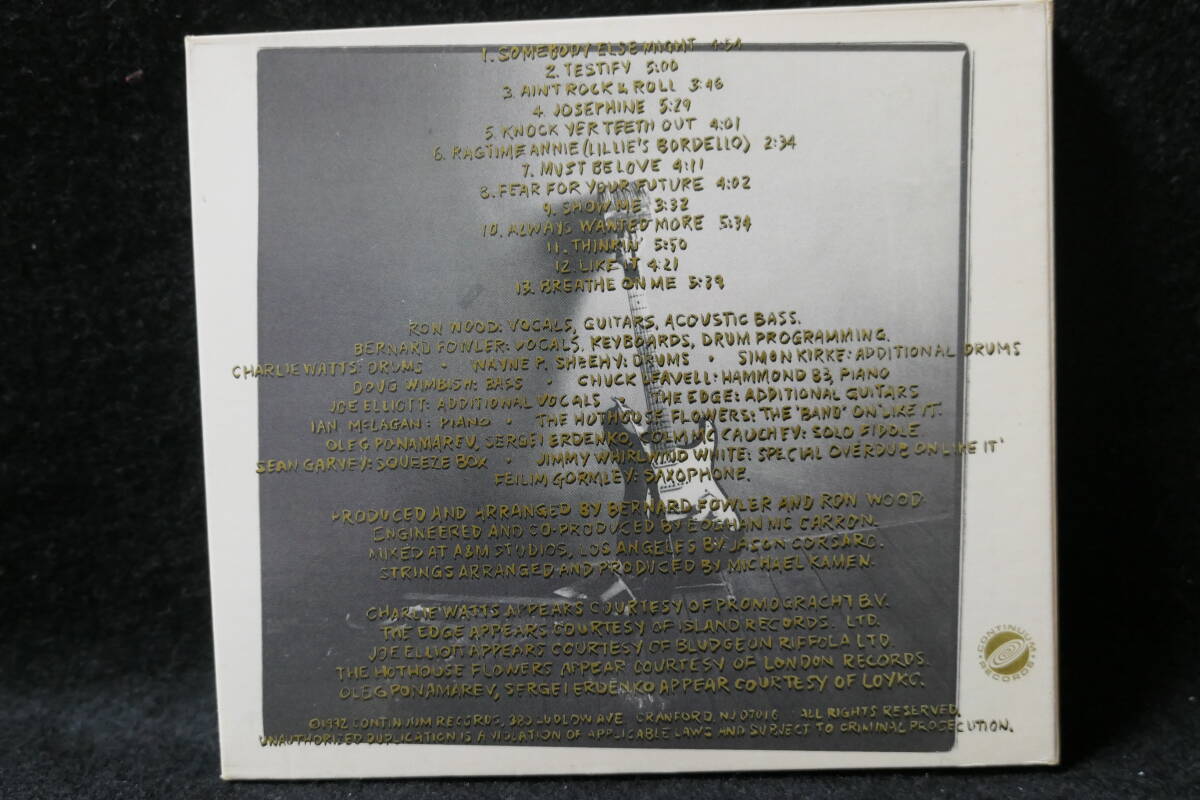 1. SOMEBODY ELSE MIGHT 4:54
2. TESTIFY 5:00
3. AIN'T ROCK & ROLL 3:46
4. JOSEPHINE 5:29
5. KNOCK YER TEETH OUT 4:01
6. RAGTIME ANNIE (LILLIE'S BORDELLO) 2:34
7. MUST BE LOVE 4:11
8. FEAR FOR YOUR FUTURE 4:02
9. SHOW ME 3:32
10. ALWAYS WANTED MORE 5:34
11. THINKIN' 5:50
12. LIKE IT 4:21
13. BREATHE ON ME 5:39
RON WOOD: VOCALS, GUITARS, ACOUSTIC BASS.
BERNARD FOWLER: VOCALS, KEYBOARDS, DRUM PROGRAMMING.
CHARLIE WATTS: DRUMS • WAYNE P. SHEEHY: DRUMS • SIMON KIRKE: ADDITIONAL DRUMS
DOUG WIMBISH: BASS • CHUCK LEAVELL: HAMMOND B3, PIANO
JOE ELLIOTT: ADDITIONAL VOCALS • THE EDGE: ADDITIONAL GUITARS
IAN McLAGAN: PIANO • THE HOTHOUSE FLOWERS: THE 'BAND' ON LIKE IT.
OLEG PONAMAREV, SERGEI ERDENKO, COLM MC CAUGHEY: SOLO FIDDLE
SEAN GARVEY: SQUEEZE BOX • JIMMY WHIRLWIND WHITE: SPECIAL OVERDUB ON LIKE IT'
FEILIM GORMLEY: SAXOPHONE.
PRODUCED AND ARRANGED BY BERNARD FOWLER AND RON WOOD.
ENGINEERED AND CO-PRODUCED BY EOGHAN MC CARRON.
MIXED AT A&M STUDIOS, LOS ANGELES BY JASON CORSARO.
STRINGS ARRANGED AND PRODUCED BY MICHAEL KAMEN.
CHARLIE WATTS APPEARS COURTESY OF PROMOGRACHT B.V.
THE EDGE APPEARS COURTESY OF ISLAND RECORDS. LTD.
JOE ELLIOTT APPEARS COURTESY OF BLUDGEON RIFFOLA LTD.
THE HOTHOUSE FLOWERS APPEAR COURTESY OF LONDON RECORDS.
OLEG PONAMAREV, SERGEI ERDENKO APPEAR COURTESY OF LOYKO.
CONTINUUM RECORDS
©1992 CONTINUUM RECORDS, 380 LUDLOW AVE CRANFORD, NJ 07016 ALL RIGHTS RESERVED.
UNAUTHORIZED DUPLICATION IS A VIOLATION OF APPLICABLE LAWS AND SUBJECT TO CRIMINAL PROSECUTION.